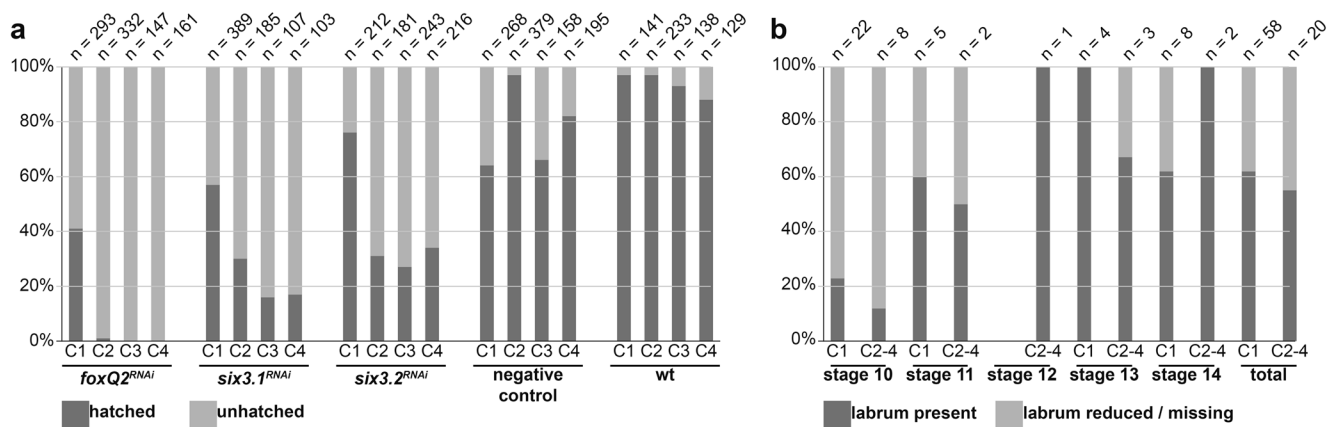 a
n = 293
n = 332
n = 147
n = 161
n = 389
n = 185
n = 107
n = 103
n = 212
n = 181
n = 243
n = 216
n = 268
n = 379
n = 158
n = 195
n = 141
n = 233
n = 138
n = 129
100%
80%
60%
40%
20%
0%
C1 C2 C3 C4 C1 C2 C3 C4 C1 C2 C3 C4 C1 C2 C3 C4 C1 C2 C3 C4
foxQ2RNAi six3.1RNAi six3.2RNAi negative control wt
hatched unhatched
b
n = 22
n = 8
n = 5
n = 2
n = 1
n = 4
n = 3
n = 8
n = 2
n = 58
n = 20
100%
80%
60%
40%
20%
0%
C1 C2-4 C1 C2-4 C2-4 C1 C2-4 C1 C2-4 C1 C2-4
stage 10 stage 11 stage 12 stage 13 stage 14 total
labrum present labrum reduced / missing